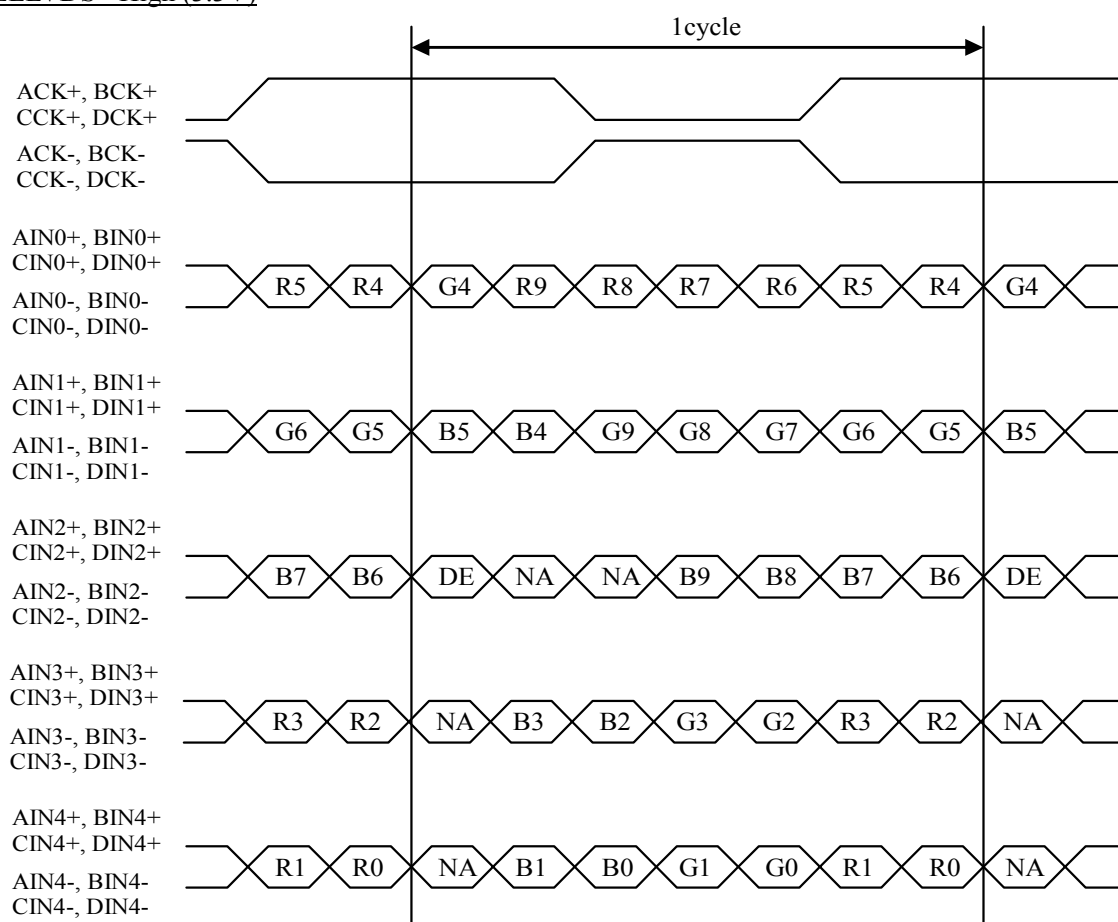 High (3.3V)
1cycle
ACK+, BCK+
CCK+, DCK+
ACK-, BCK-
CCK-, DCK-
AIN0+, BIN0+
CIN0+, DIN0+
AIN0-, BIN0-
CIN0-, DIN0-
R5 R4 G4 R9 R8 R7 R6 R5 R4 G4
AIN1+, BIN1+
CIN1+, DIN1+
AIN1-, BIN1-
CIN1-, DIN1-
G6 G5 B5 B4 G9 G8 G7 G6 G5 B5
AIN2+, BIN2+
CIN2+, DIN2+
AIN2-, BIN2-
CIN2-, DIN2-
B7 B6 DE NA NA B9 B8 B7 B6 DE
AIN3+, BIN3+
CIN3+, DIN3+
AIN3-, BIN3-
CIN3-, DIN3-
R3 R2 NA B3 B2 G3 G2 R3 R2 NA
AIN4+, BIN4+
CIN4+, DIN4+
AIN4-, BIN4-
CIN4-, DIN4-
R1 R0 NA B1 B0 G1 G0 R1 R0 NA